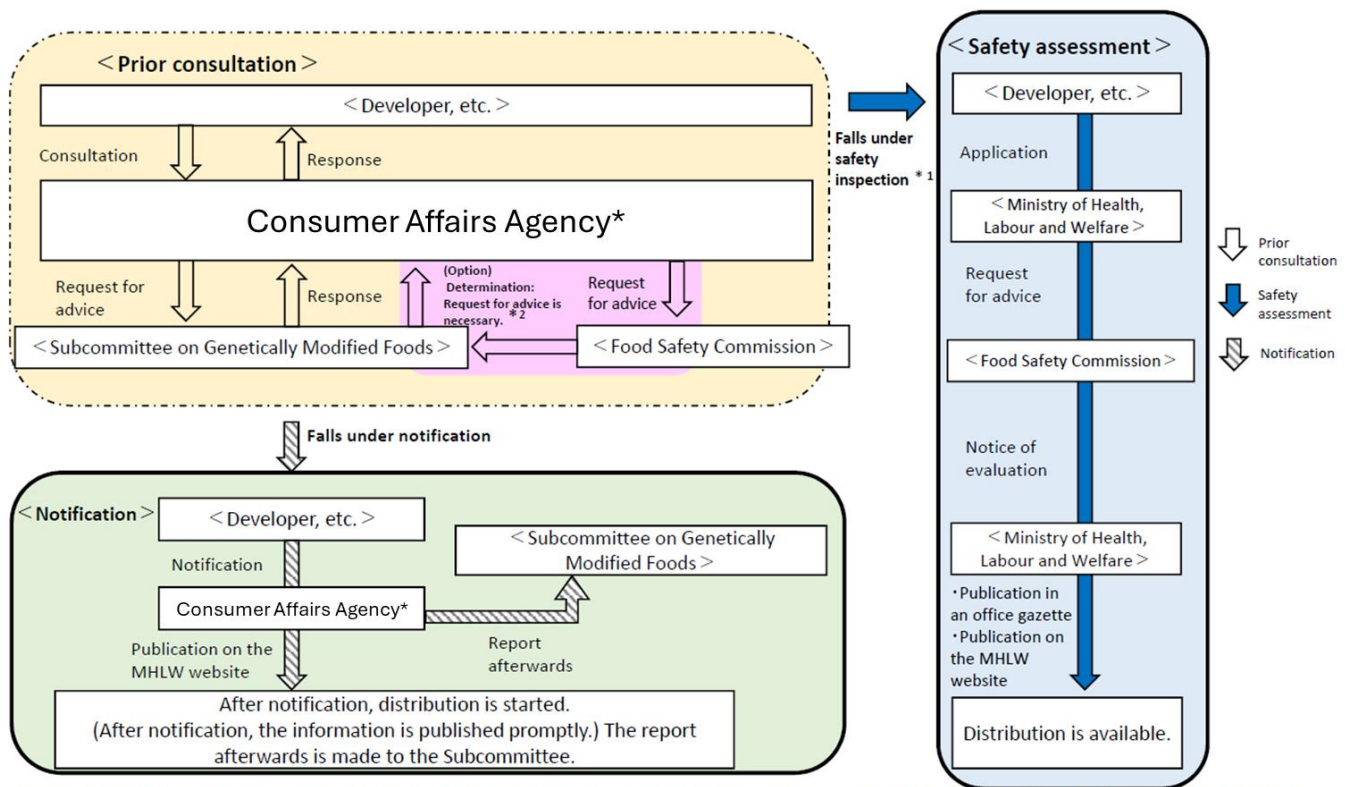 ＜Prior consultation＞
＜Developer, etc.＞
Consultation
Response
Consumer Affairs Agency*
Request for
advice
Response
(Option)
Determination:
Request for advice is
necessary. *2
Request
for advice
＜Subcommittee on Genetically Modified Foods＞
＜Food Safety Commission＞
Falls under
safety
inspection *1
Falls under notification
＜Notification＞
＜Developer, etc.＞
Notification
Consumer Affairs Agency*
＜Subcommittee on Genetically
Modified Foods＞
Report
afterwards
Publication on the
MHLW website
After notification, distribution is started.
(After notification, the information is published promptly.) The report
afterwards is made to the Subcommittee.
＜Safety assessment＞
＜Developer, etc.＞
Application
＜Ministry of Health,
Labour and Welfare＞
Request
for advice
＜Food Safety Commission＞
Notice of
evaluation
＜Ministry of Health,
Labour and Welfare＞
・Publication in
an office gazette
・Publication on
the MHLW
website
Distribution is available.
Prior
consultation
Safety
assessment
Notification